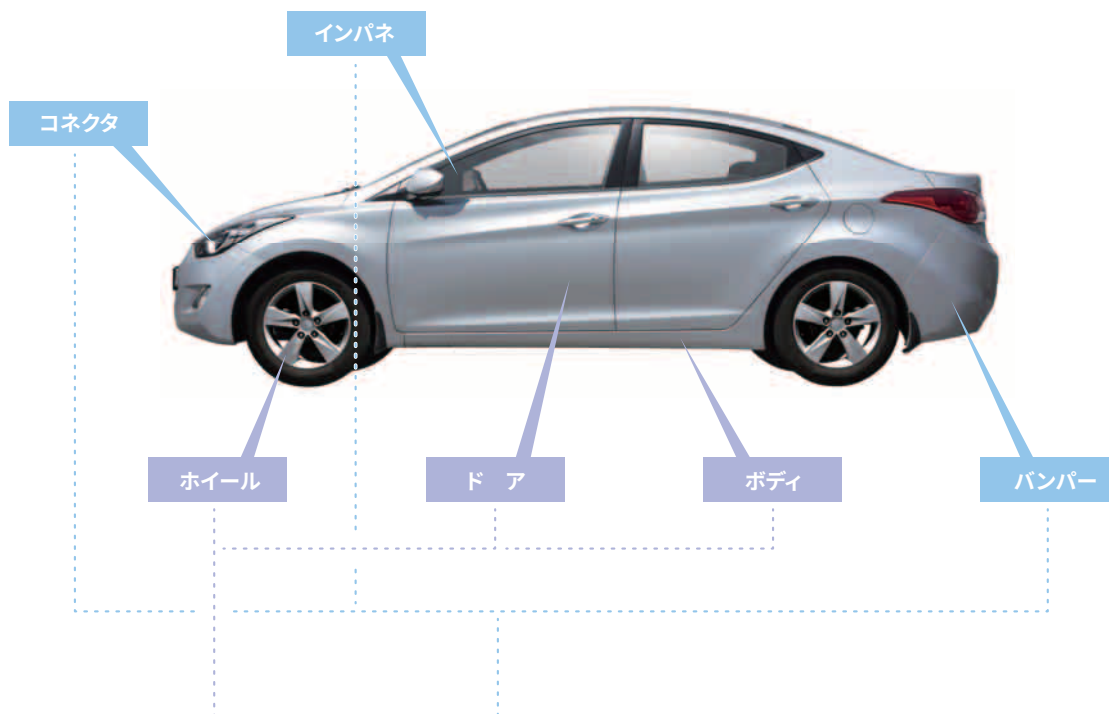 インパネ
コネクタ
ホイール
ド　ア
ボディ
バンパー